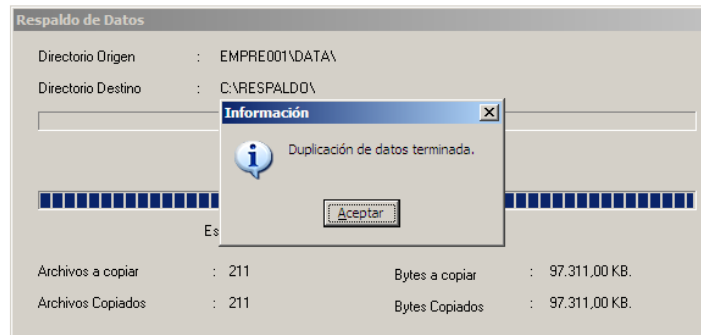 Respaldo de Datos
Directorio Origen : EMPRE001\DATA\
Directorio Destino : C:\RESPALDO\
Información
Duplicación de datos terminada.
Aceptar
Es
Archivos a copiar : 211 Bytes a copiar : 97.311,00 KB.
Archivos Copiados : 211 Bytes Copiados : 97.311,00 KB.